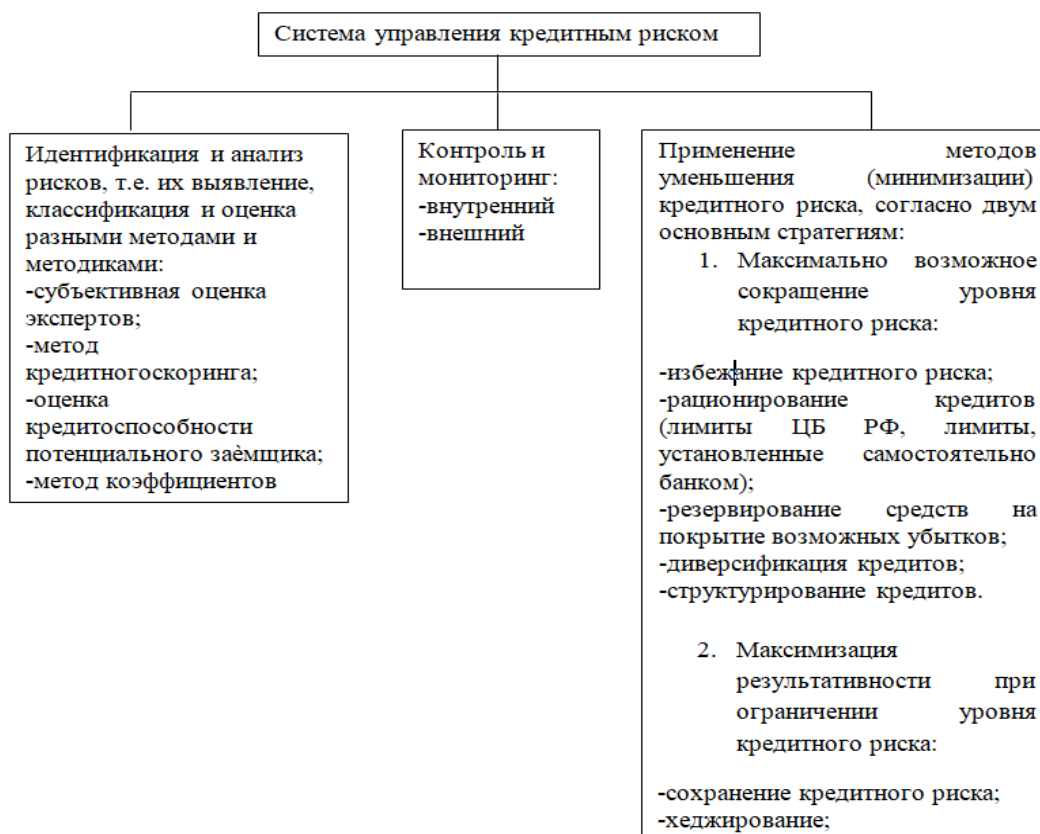 Система управления кредитным риском
Идентификация и анализ
рисков, т.е. их выявление,
классификация и оценка
разными методами и
методиками:
-субъективная оценка
экспертов;
-метод
кредитногоскоринга;
-оценка
кредитоспособности
потенциального заѐмщика;
-метод коэффициентов
Контроль и
мониторинг:
-внутренний
-внешний
Применение методов
уменьшения (минимизации)
кредитного риска, согласно двум
основным стратегиям:
1. Максимально возможное
сокращение уровня
кредитного риска:
-избежание кредитного риска;
-рационирование кредитов
(лимиты ЦБ РФ, лимиты,
установленные самостоятельно
банком);
-резервирование средств на
покрытие возможных убытков;
-диверсификация кредитов;
-структурирование кредитов.
2. Максимизация
результативности при
ограничении уровня
кредитного риска:
-сохранение кредитного риска;
-хеджирование;